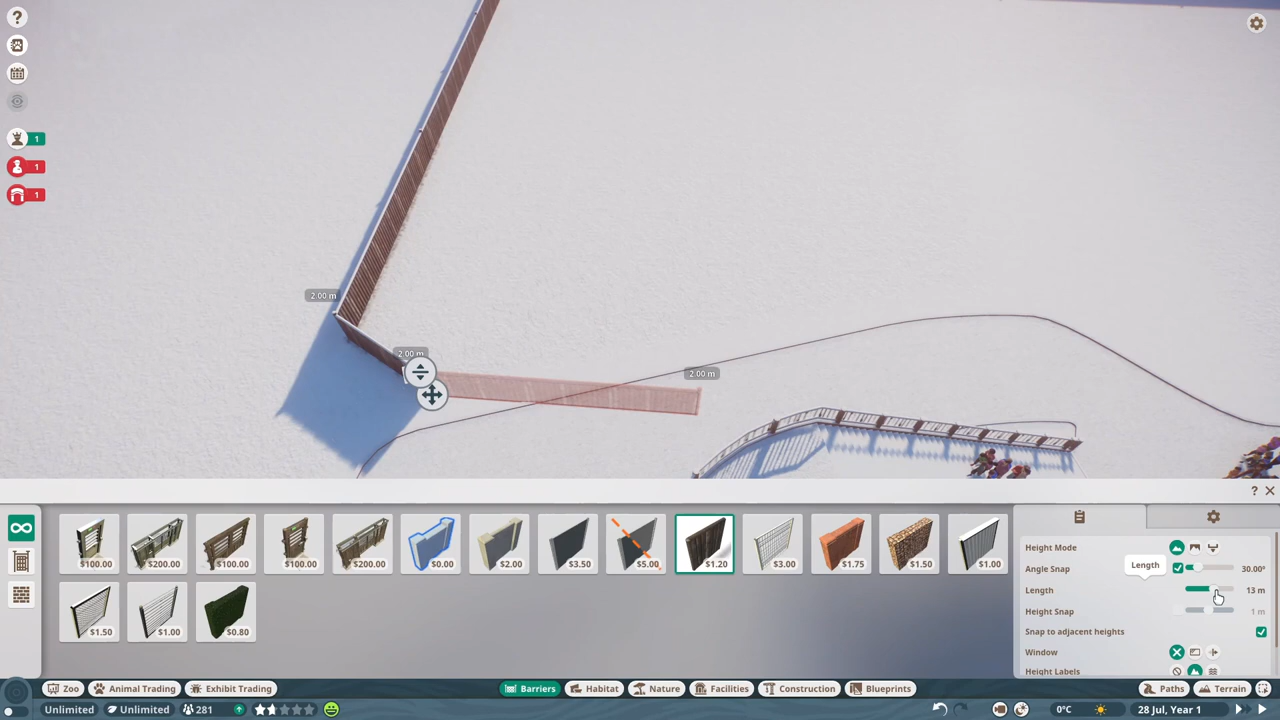 ?
1
1
1
2.00 m
2.00 m
2.00 m
?
$100.00
$200.00
$100.00
$100.00
$200.00
$0.00
$2.00
$3.50
$5.00
$1.20
$3.00
$1.75
$1.50
$1.00
$1.50
$1.00
$0.80
Height Mode
Length
Angle Snap
30.00°
Length
13 m
Height Snap
1 m
Snap to adjacent heights
Window
Height Labels
Zoo
Animal Trading
Exhibit Trading
Barriers
Habitat
Nature
Facilities
Construction
Blueprints
Paths
Terrain
Unlimited
Unlimited
281
0°C
28 Jul, Year 1